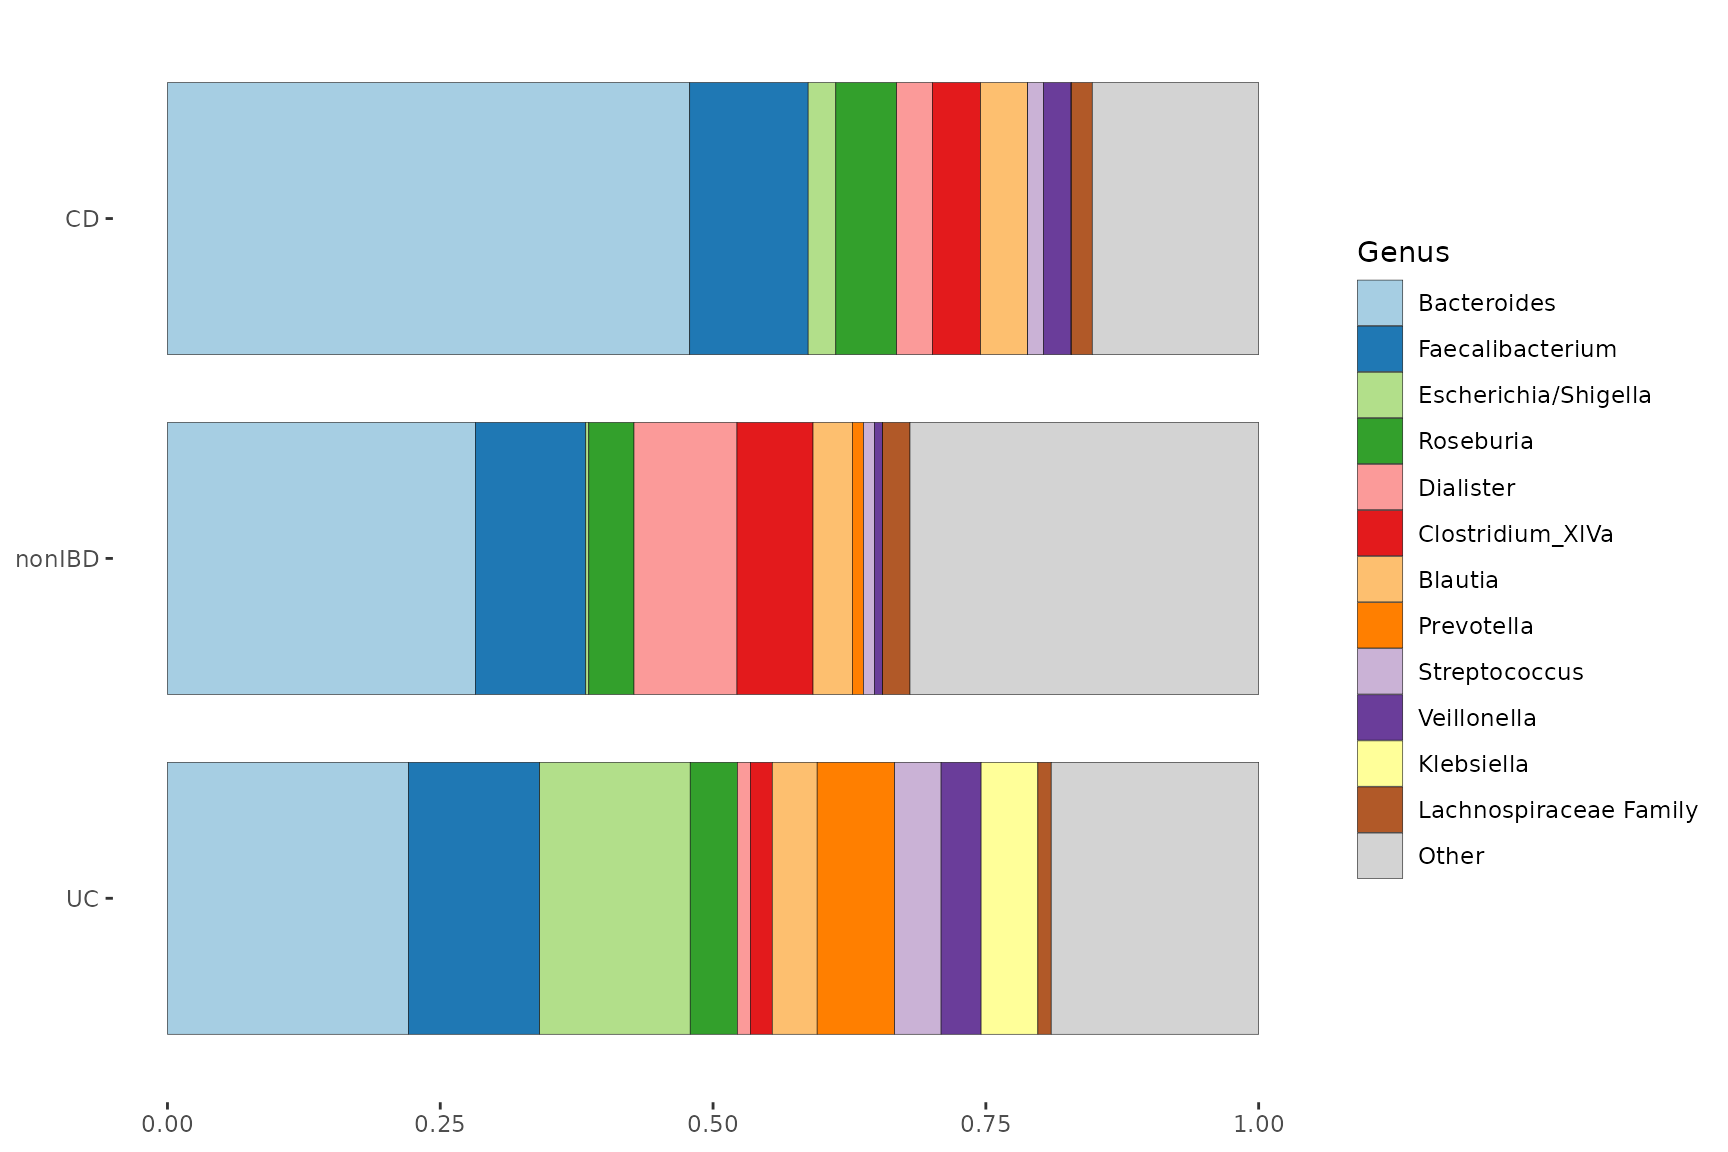 CD
nonIBD
UC
0.00 0.25 0.50 0.75 1.00
Genus
Bacteroides
Faecalibacterium
Escherichia/Shigella
Roseburia
Dialister
Clostridium_XIVa
Blautia
Prevotella
Streptococcus
Veillonella
Klebsiella
Lachnospiraceae Family
Other